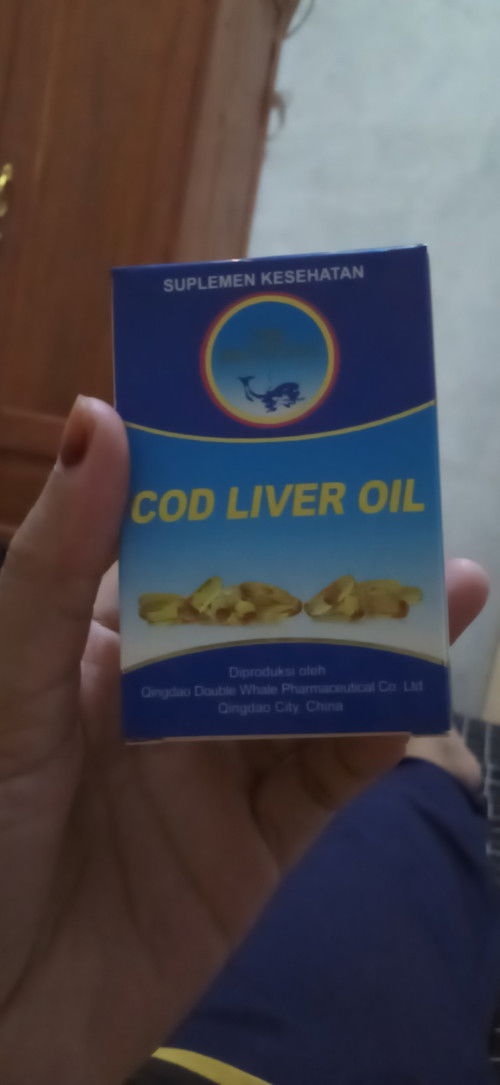 SUPLEMEN KESEHATAN
COD LIVER OIL
Diproduksi oleh
Qingdao Double Whale Pharmaceutical Co. Ltd
Qingdao City, China